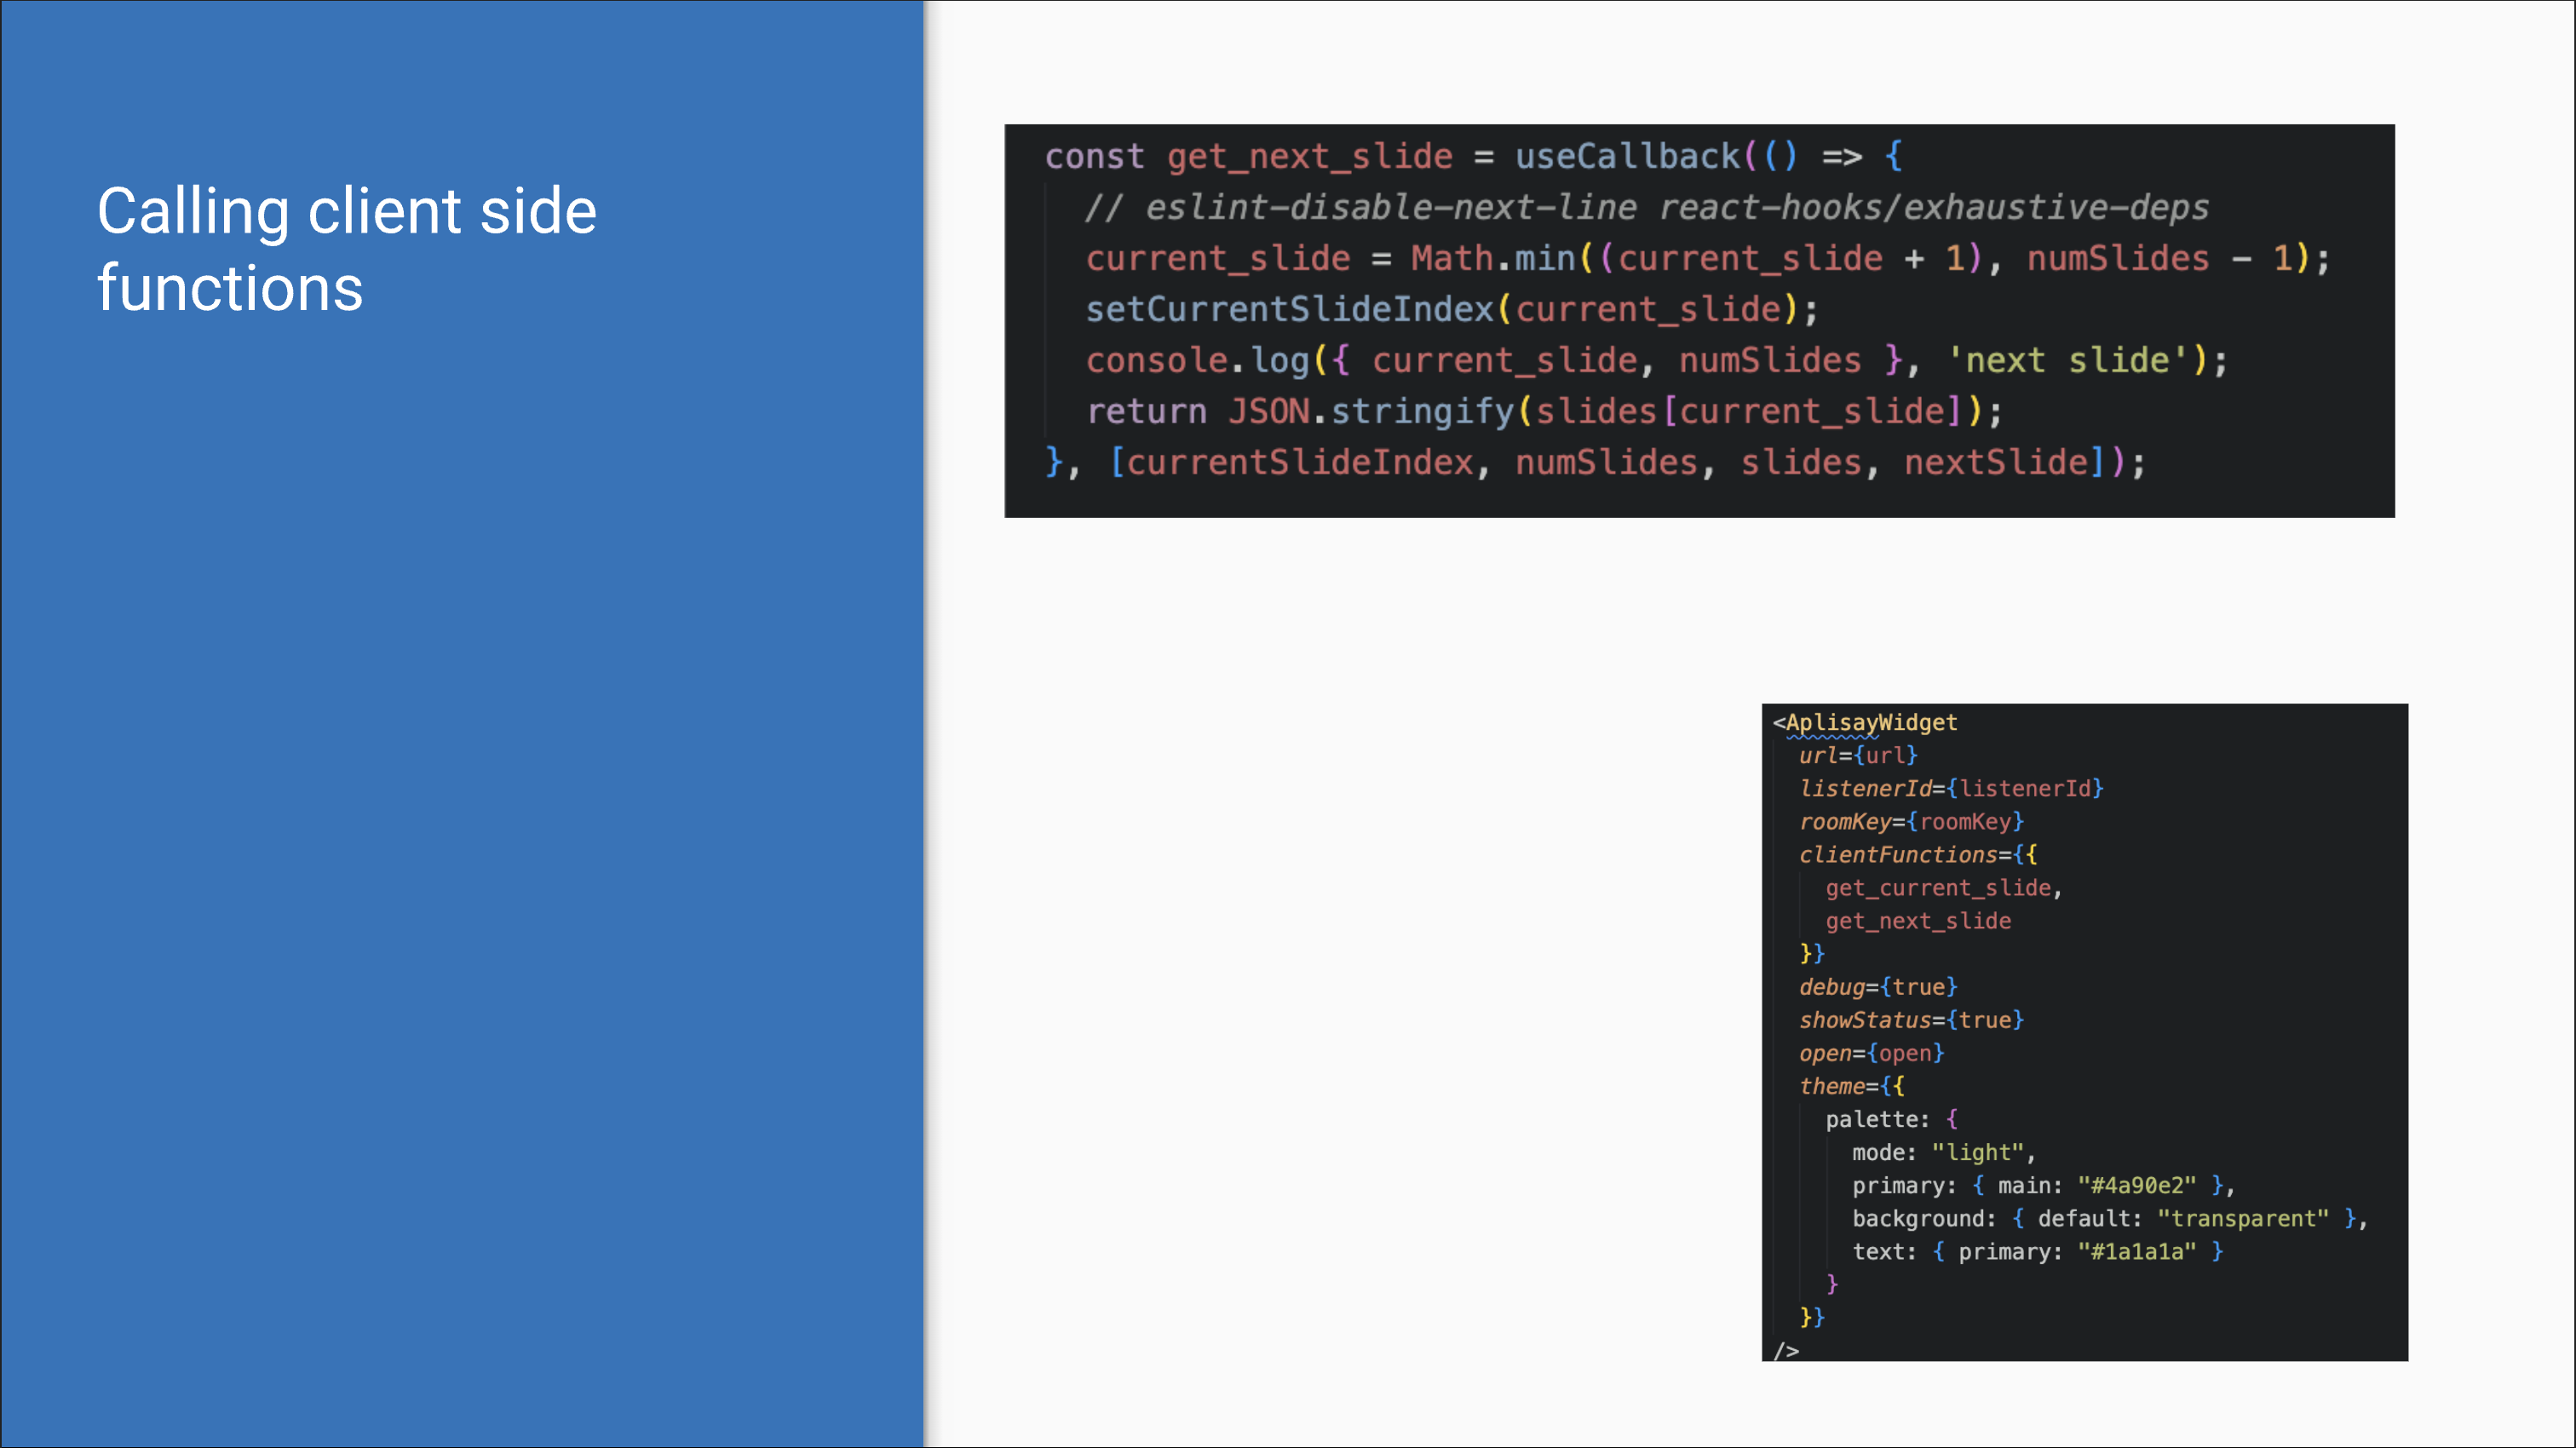 Calling client side
functions
const get_next_slide = useCallback(() => {
// eslint-disable-next-line react-hooks/exhaustive-deps
current_slide = Math.min((current_slide + 1), numSlides - 1);
setCurrentSlideIndex(current_slide);
console.log({ current_slide, numSlides }, 'next slide');
return JSON.stringify(slides[current_slide]);
}, [currentSlideIndex, numSlides, slides, nextSlide]);
<AplisayWidget
url={url}
listenerId={listenerId}
roomKey={roomKey}
clientFunctions={{
get_current_slide,
get_next_slide
}}
debug={true}
showStatus={true}
open={open}
theme={{
palette: {
mode: "light",
primary: { main: "#4a90e2" },
background: { default: "transparent" },
text: { primary: "#1a1a1a" }
}
}}
/>